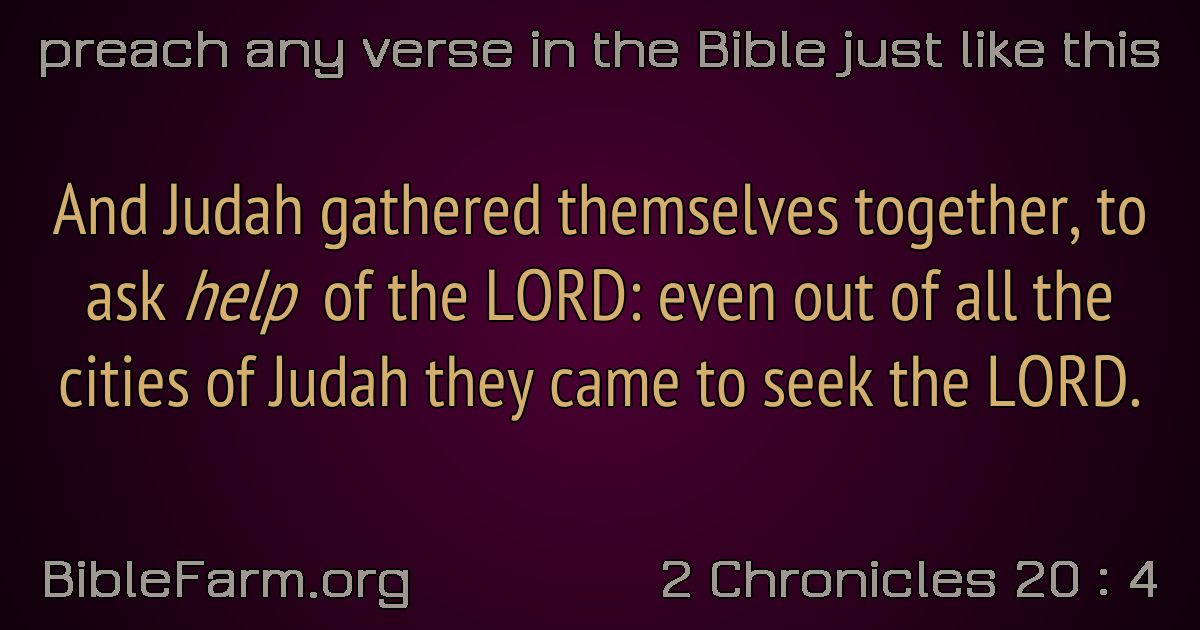 preach any verse in the Bible just like this
And Judah gathered themselves together, to
ask help of the LORD: even out of all the
cities of Judah they came to seek the LORD.
BibleFarm.org
2 Chronicles 20 : 4